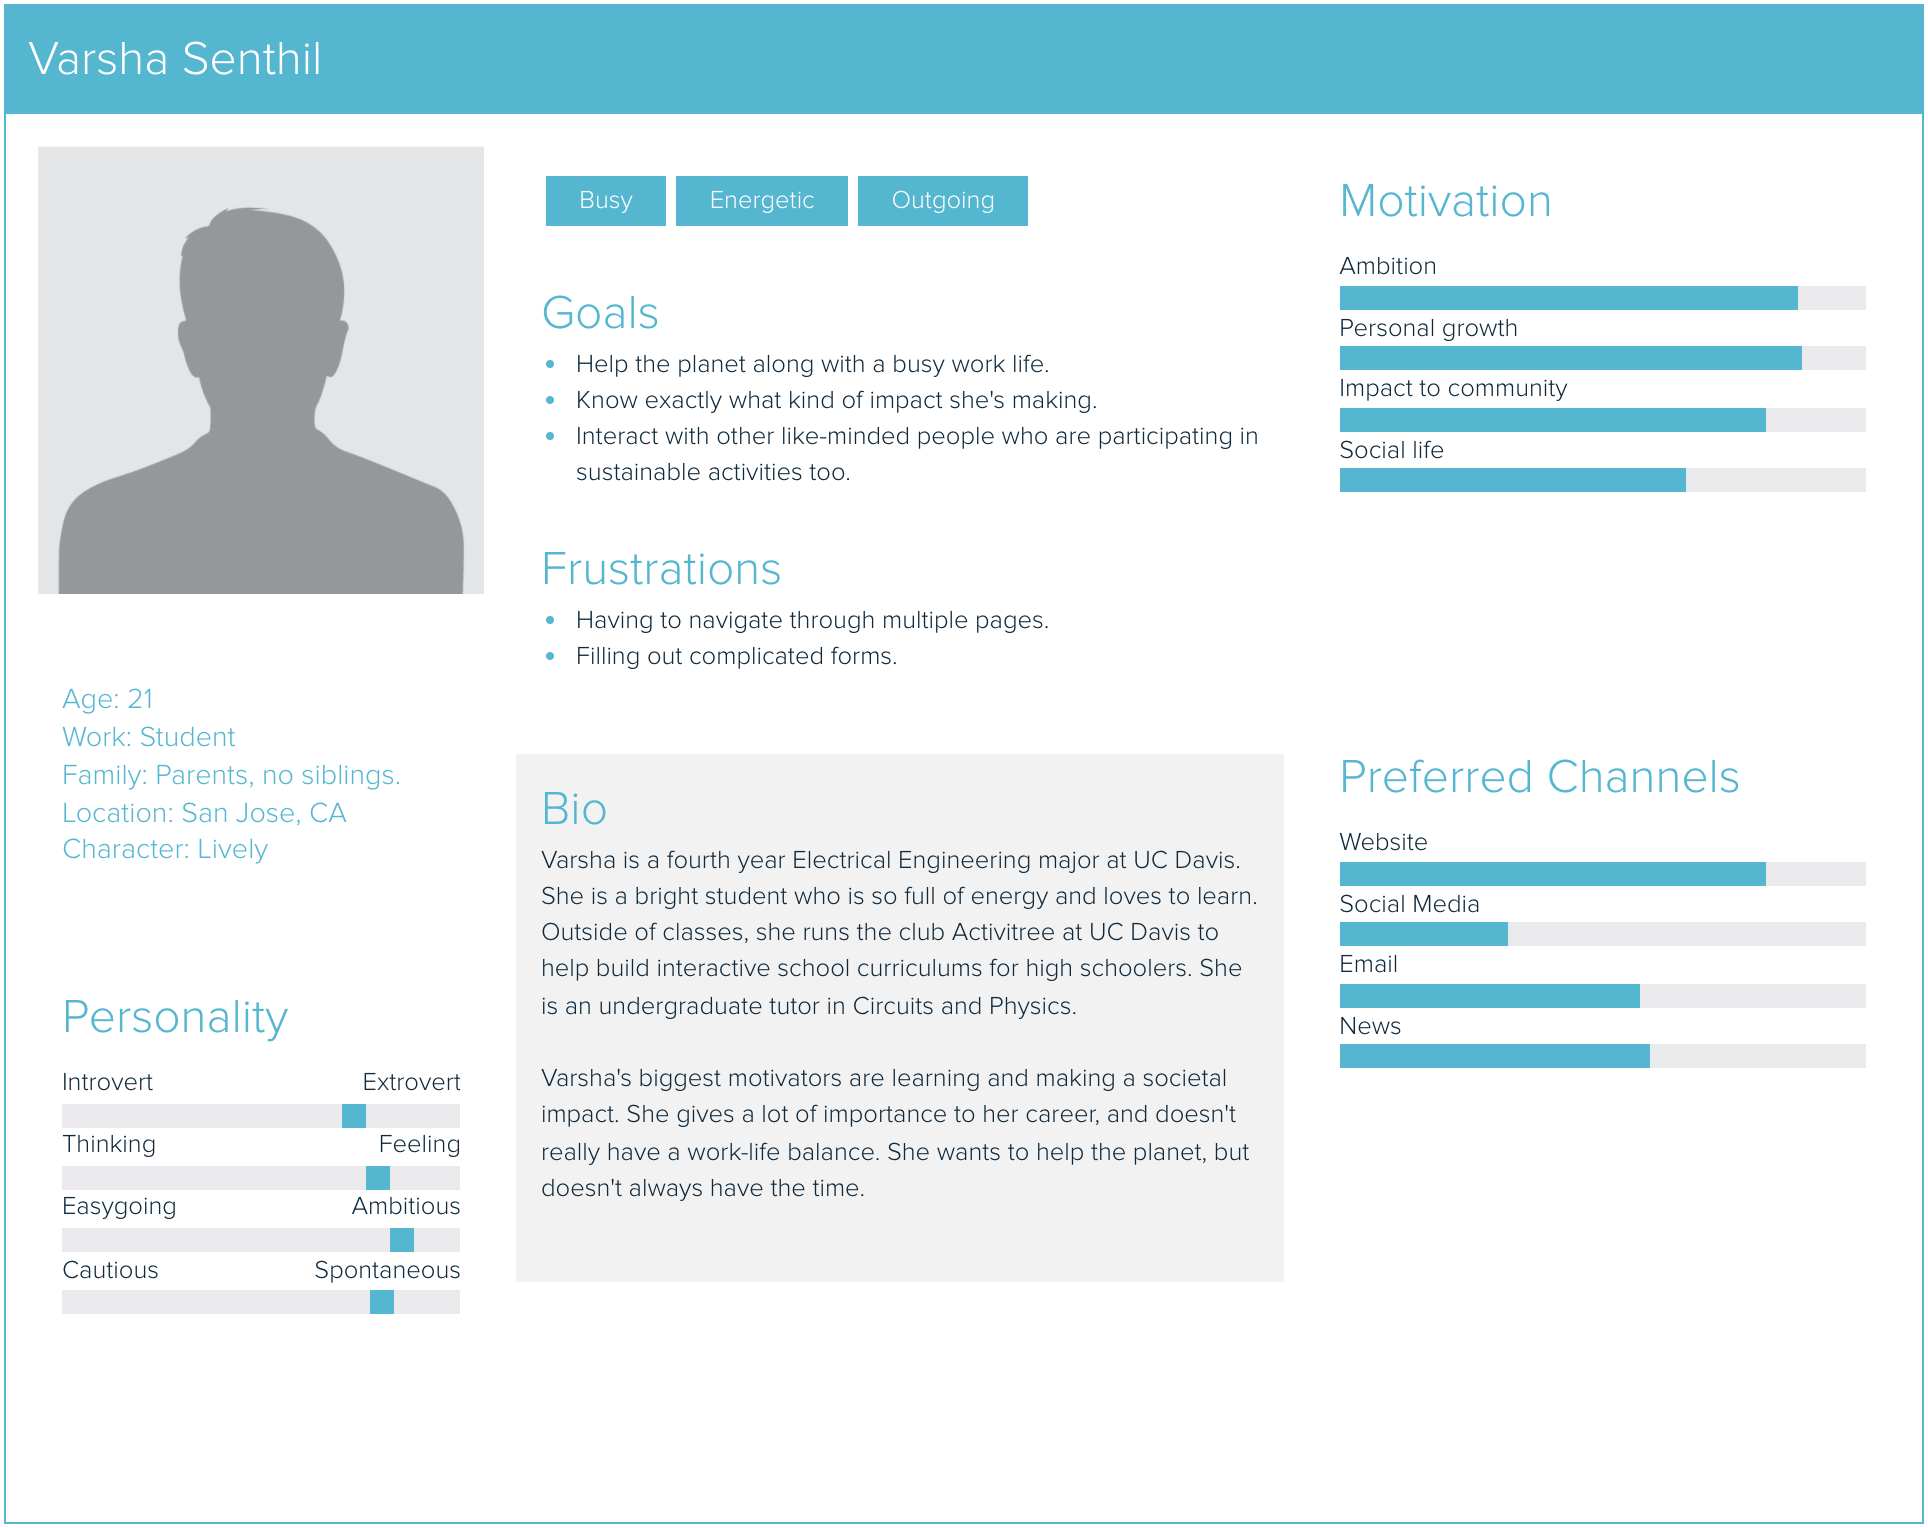 Varsha Senthil
Busy Energetic Outgoing
Goals
Help the planet along with a busy work life.
Know exactly what kind of impact she's making.
Interact with other like-minded people who are participating in
sustainable activities too.
Frustrations
Having to navigate through multiple pages.
Filling out complicated forms.
Age: 21
Work: Student
Family: Parents, no siblings.
Location: San Jose, CA
Character: Lively
Personality
Introvert Extrovert
Thinking Feeling
Easygoing Ambitious
Cautious Spontaneous
Bio
Varsha is a fourth year Electrical Engineering major at UC Davis.
She is a bright student who is so full of energy and loves to learn.
Outside of classes, she runs the club Activitree at UC Davis to
help build interactive school curriculums for high schoolers. She
is an undergraduate tutor in Circuits and Physics.
Varsha's biggest motivators are learning and making a societal
impact. She gives a lot of importance to her career, and doesn't
really have a work-life balance. She wants to help the planet, but
doesn't always have the time.
Motivation
Ambition
Personal growth
Impact to community
Social life
Preferred Channels
Website
Social Media
Email
News